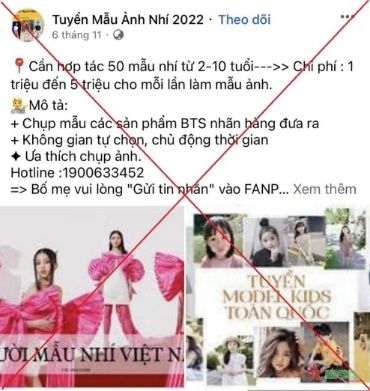 Tuyển Mẫu Ảnh Nhí 2022 · Theo dõi
6 tháng 11 ·
📍Cần hợp tác 50 mẫu nhí từ 2-10 tuổi--->> Chi phí : 1
triệu đến 5 triệu cho mỗi lần làm mẫu ảnh.
Mô tả:
+ Chụp mẫu các sản phẩm BTS nhãn hàng đưa ra
+ Không gian tự chọn, chủ động thời gian
✦ Ưa thích chụp ảnh.
Hotline :1900633452
=> Bố mẹ vui lòng "Gửi tin nhắn" vào FANP... Xem thêm
TUYỂN
MODEL KIDS
TOÀN QUỐC
ƯỜI MẪU NHÍ VIỆT NA